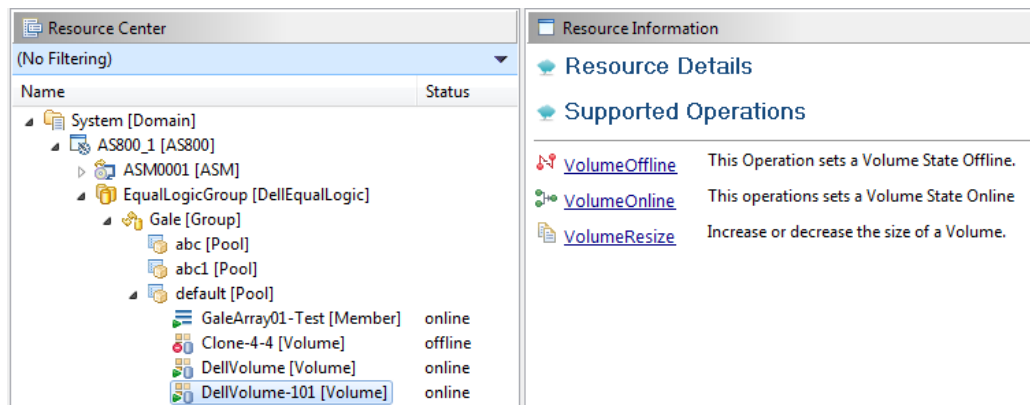 Resource Center
(No Filtering)
Name Status
System [Domain]
AS800_1 [AS800]
ASM0001 [ASM]
EqualLogicGroup [DellEqualLogic]
Gale [Group]
abc [Pool]
abc1 [Pool]
default [Pool]
GaleArray01-Test [Member] online
Clone-4-4 [Volume] offline
DellVolume [Volume] online
DellVolume-101 [Volume] online
Resource Information
Resource Details
Supported Operations
VolumeOffline This Operation sets a Volume State Offline.
VolumeOnline This operations sets a Volume State Online
VolumeResize Increase or decrease the size of a Volume.